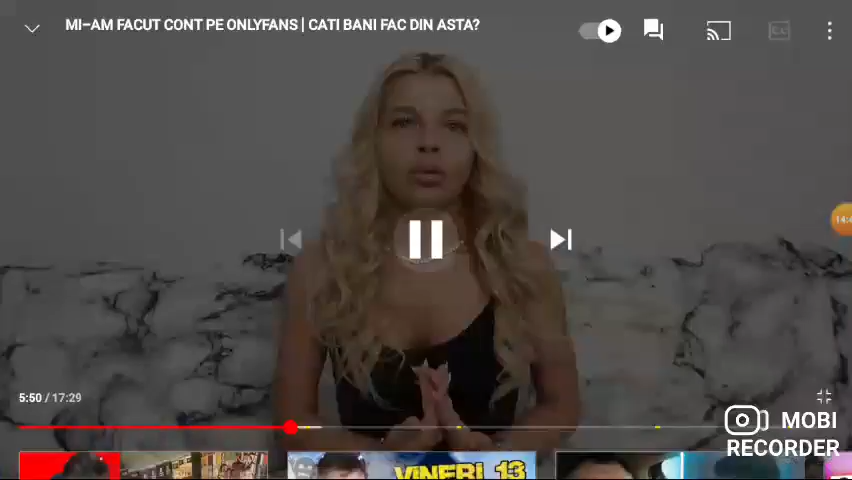 MI-AM FACUT CONT PE ONLYFANS | CATI BANI FAC DIN ASTA?
5:50 / 17:29
MOBI
RECORDER
VINERI 13